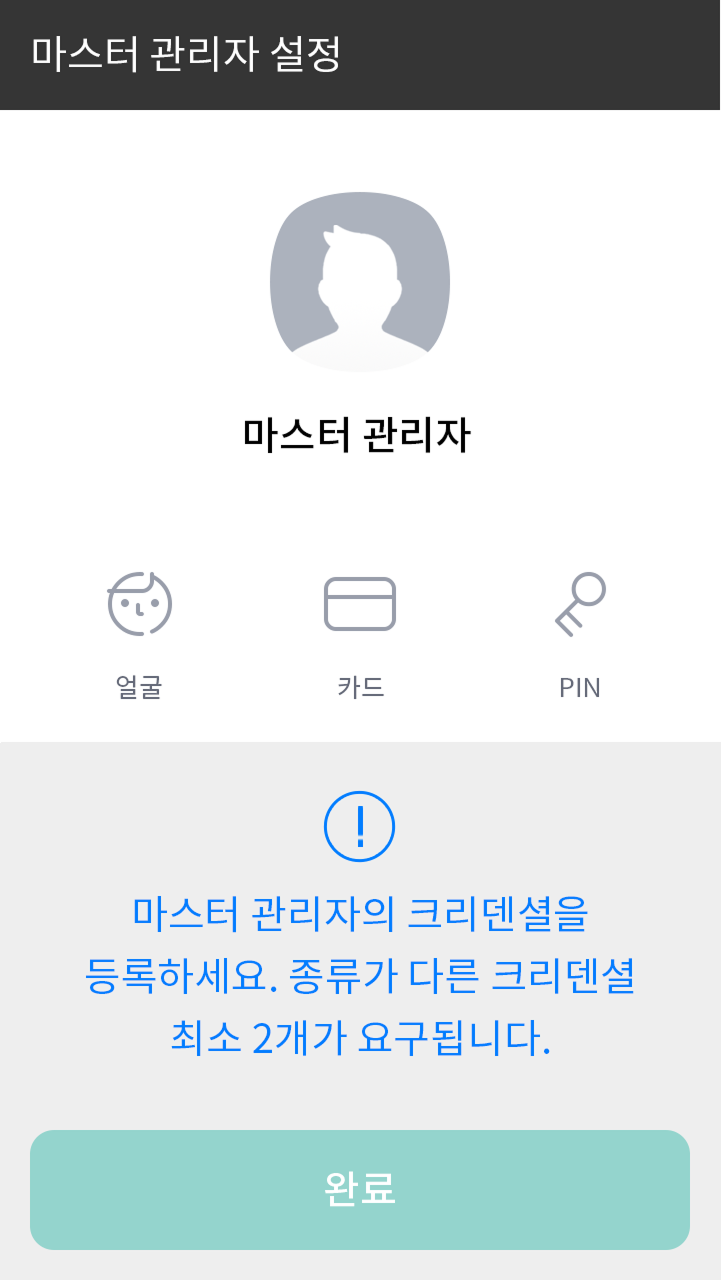 마스터 관리자 설정
마스터 관리자
얼굴
카드
PIN
마스터 관리자의 크리덴셜을
등록하세요. 종류가 다른 크리덴셜
최소 2개가 요구됩니다.
완료